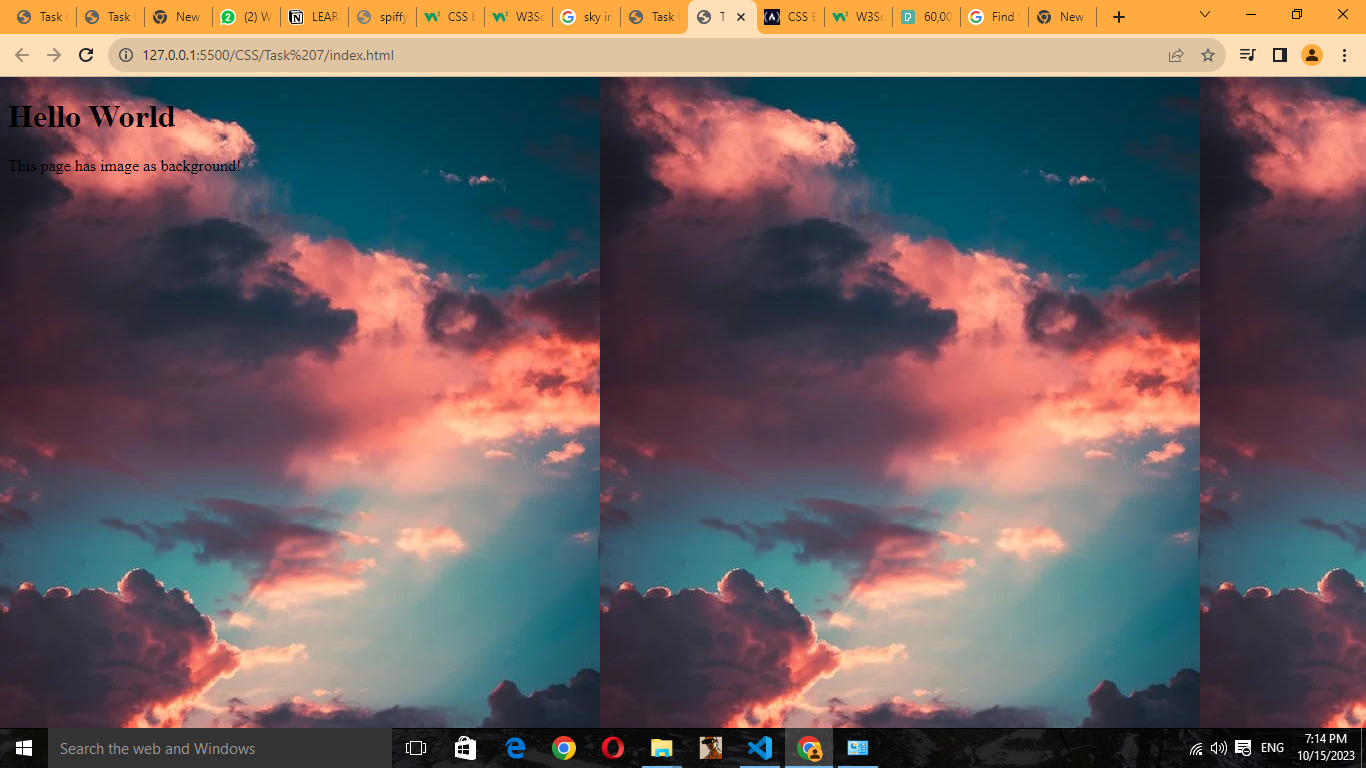 Task
Task
New
(2) W
LEAR
spiffy
CSS b
W3Sc
sky in
Task
T
CSS E
W3Sc
60,00
Find
New
127.0.0.1:5500/CSS/Task%207/index.html
Hello World
This page has image as background!
Search the web and Windows
ENG
7:14 PM
10/15/2023